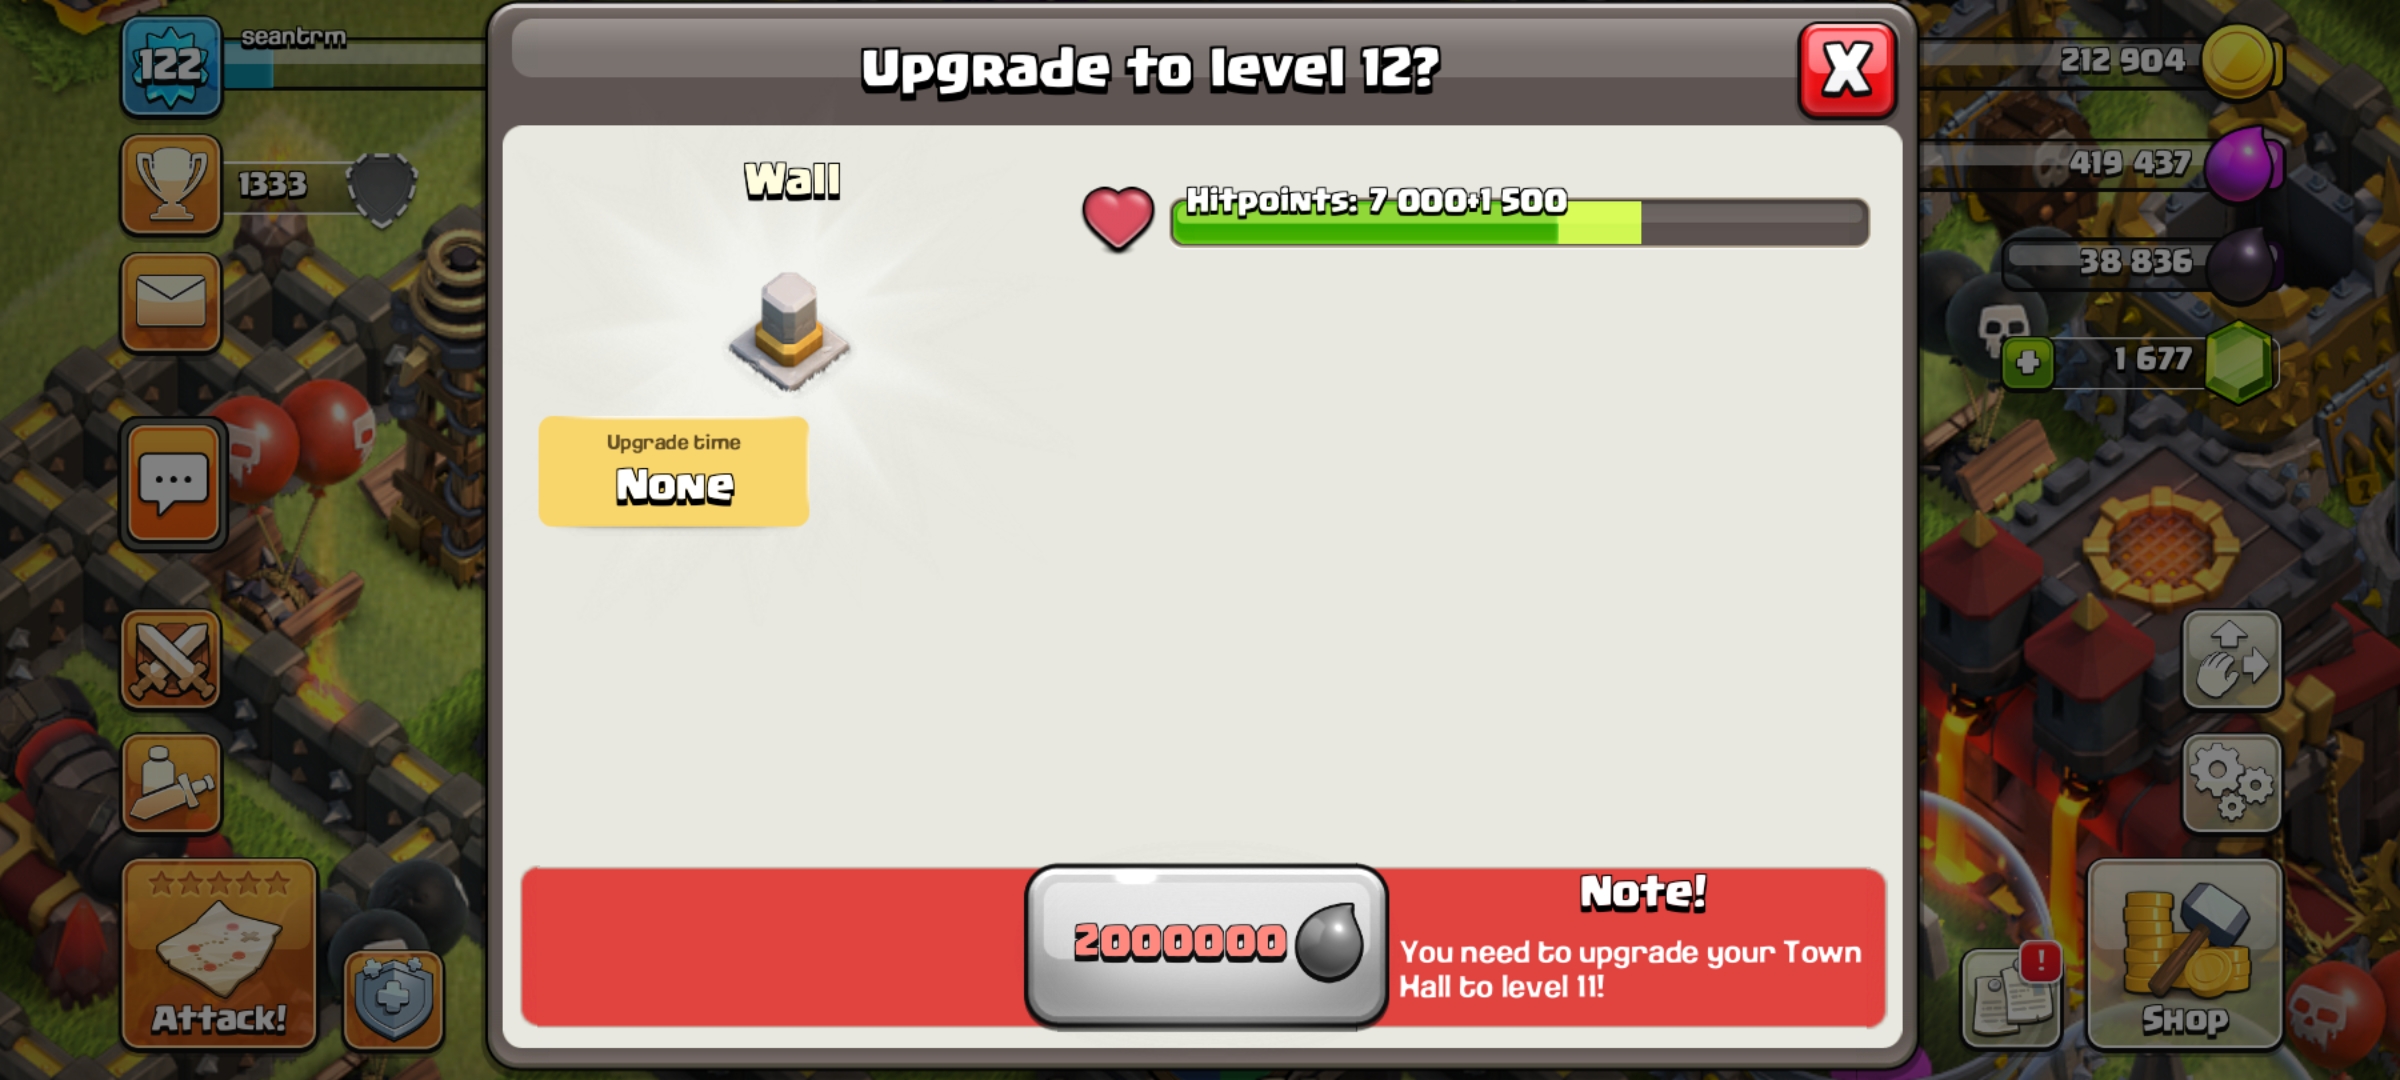 122
seantrm
1333
Upgrade to level 12?
X
212 904
419 437
38 836
1 677
Wall
Hitpoints: 7 000+1 500
Upgrade time
None
2000000
Note!
You need to upgrade your Town
Hall to level 11!
Attack!
!
Shop